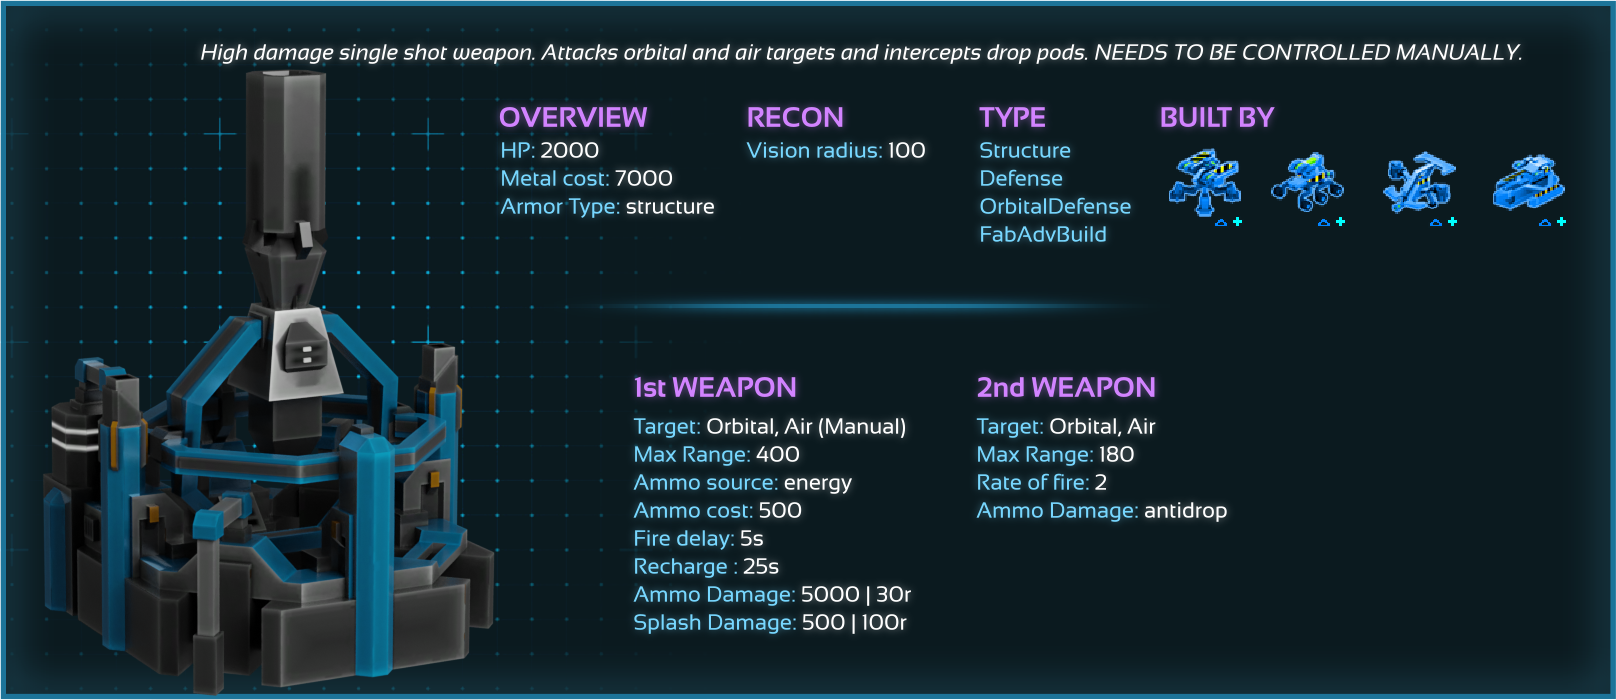 High damage single shot weapon. Attacks orbital and air targets and intercepts drop pods. NEEDS TO BE CONTROLLED MANUALLY.
OVERVIEW
HP: 2000
Metal cost: 7000
Armor Type: structure
RECON
Vision radius: 100
TYPE
Structure
Defense
OrbitalDefense
FabAdvBuild
BUILT BY
1st WEAPON
Target: Orbital, Air (Manual)
Max Range: 400
Ammo source: energy
Ammo cost: 500
Fire delay: 5s
Recharge : 25s
Ammo Damage: 5000 | 30r
Splash Damage: 500 | 100r
2nd WEAPON
Target: Orbital, Air
Max Range: 180
Rate of fire: 2
Ammo Damage: antidrop